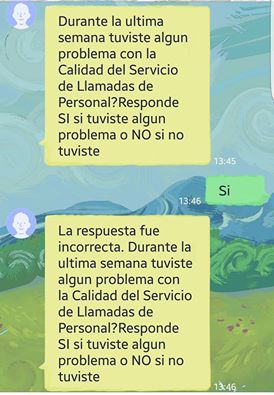 Durante la ultima
semana tuviste algun
problema con la
Calidad del Servicio
de Llamadas de
Personal?Responde
SI si tuviste algun
problema o NO si no
tuviste
13:45
Si
13:46
La respuesta fue
incorrecta. Durante la
ultima semana tuviste
algun problema con
la Calidad del Servicio
de Llamadas de
Personal?Responde
SI si tuviste algun
problema o NO si no
tuviste
13:46